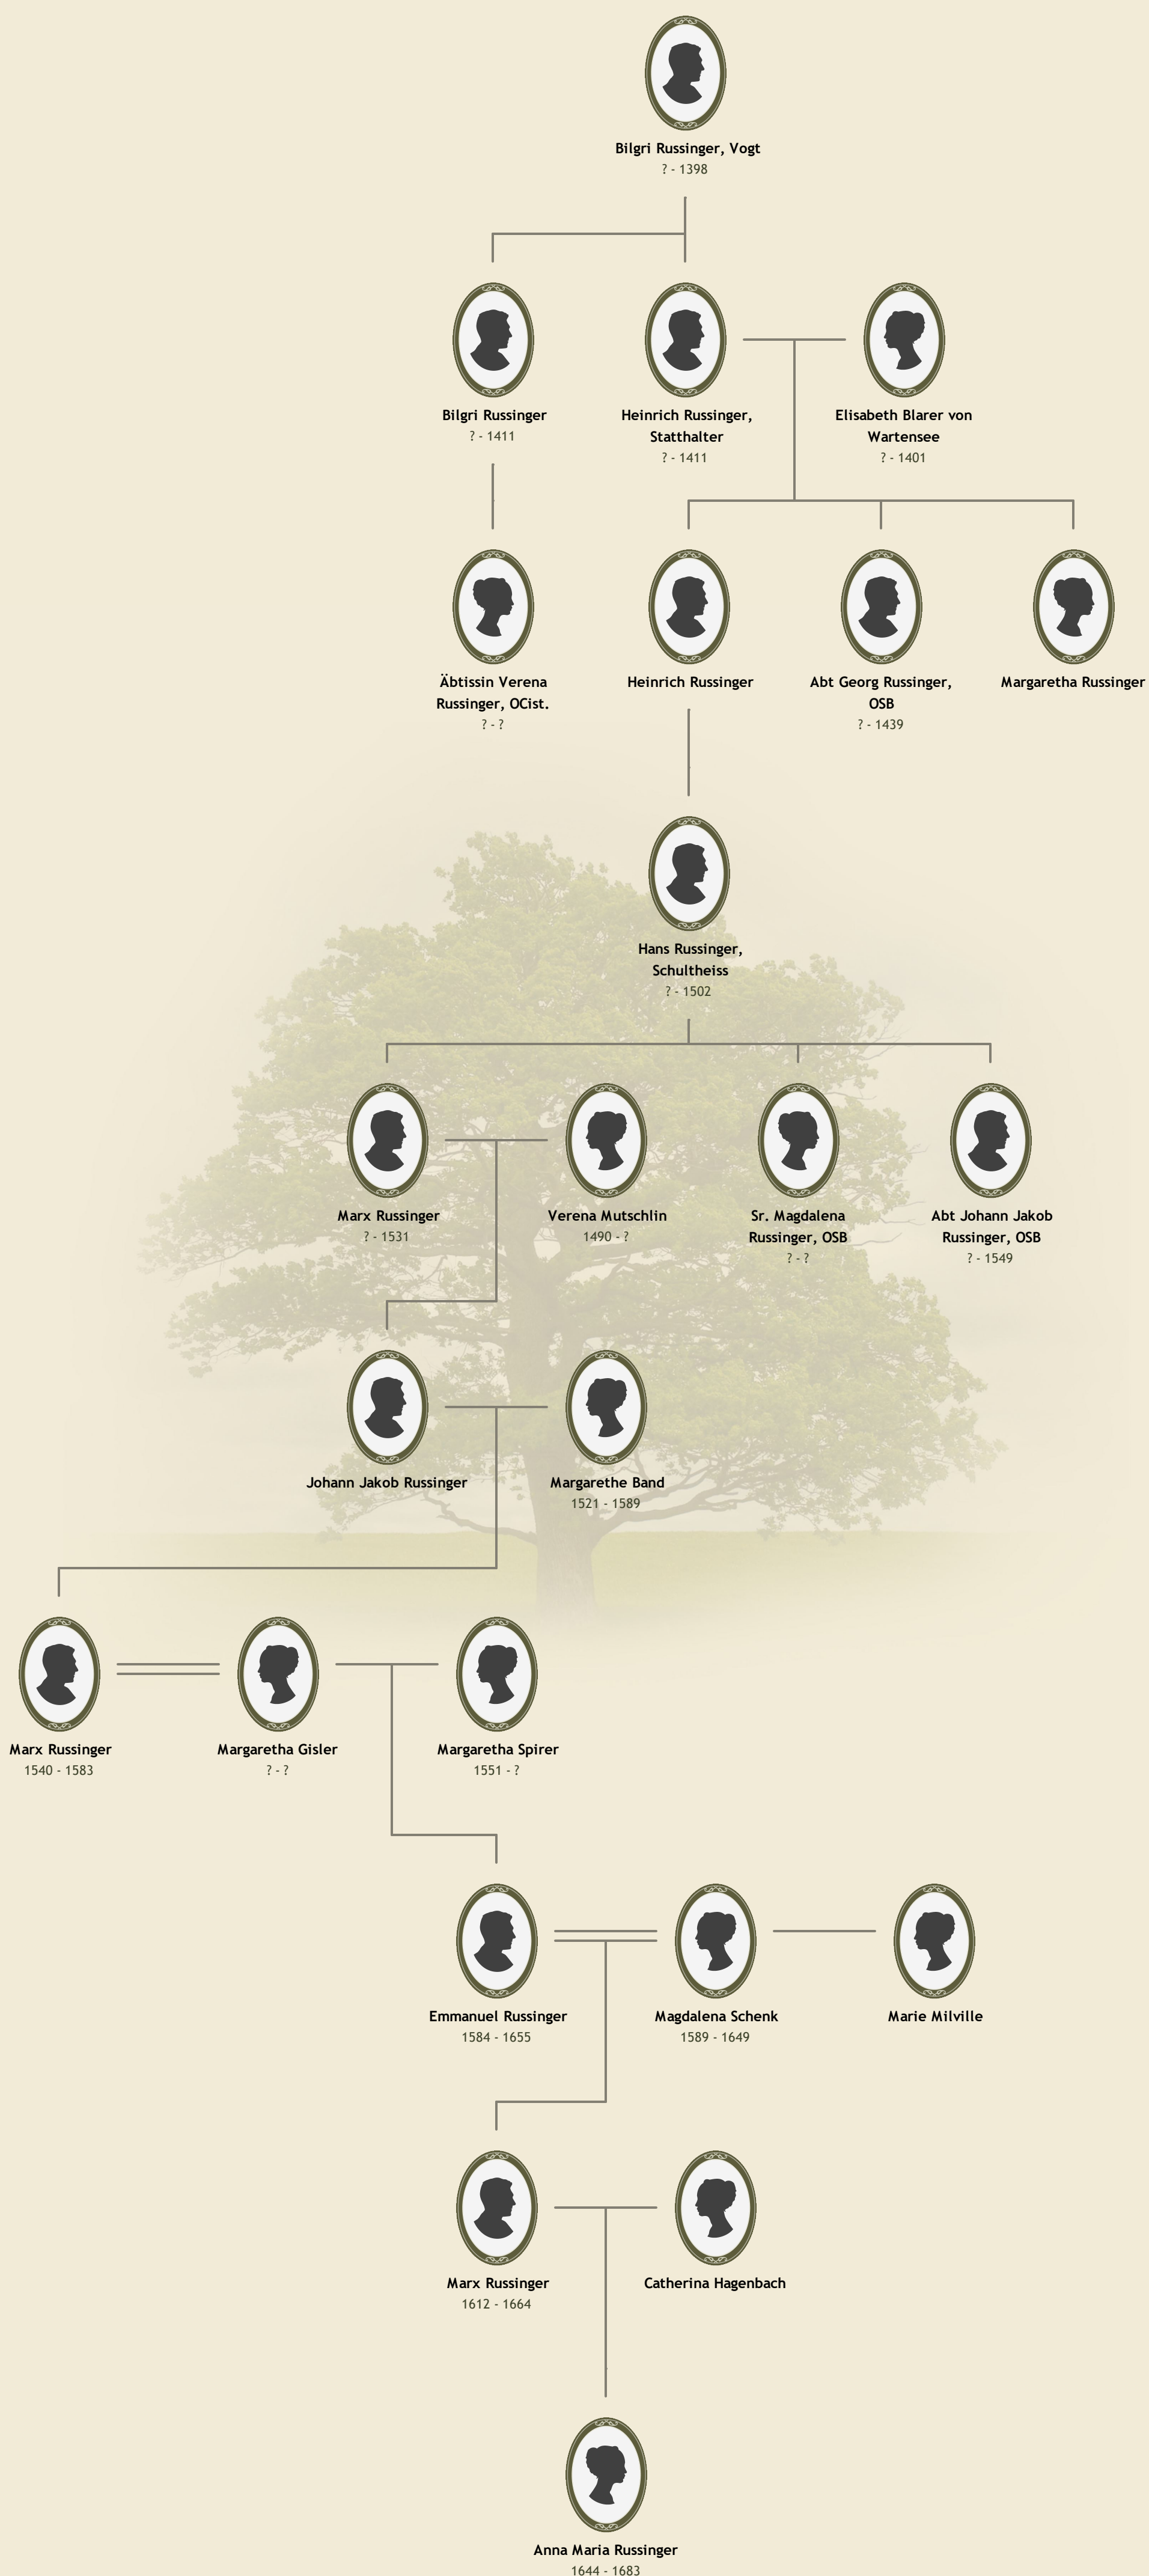 Bilgri Russinger, Vogt
? - 1398
Bilgri Russinger
? - 1411
Heinrich Russinger,
Statthalter
? - 1411
Elisabeth Blarer von
Wartensee
? - 1401
Äbtissin Verena
Russinger, OCist.
? - ?
Heinrich Russinger
Abt Georg Russinger,
OSB
? - 1439
Margaretha Russinger
Hans Russinger,
Schultheiss
? - 1502
Marx Russinger
? - 1531
Verena Mutschlin
1490 - ?
Sr. Magdalena
Russinger, OSB
? - ?
Abt Johann Jakob
Russinger, OSB
? - 1549
Johann Jakob Russinger
Margarethe Band
1521 - 1589
Marx Russinger
1540 - 1583
Margaretha Gisler
? - ?
Margaretha Spirer
1551 - ?
Emmanuel Russinger
1584 - 1655
Magdalena Schenk
1589 - 1649
Marie Milville
Marx Russinger
1612 - 1664
Catherina Hagenbach
Anna Maria Russinger
1644 - 1683